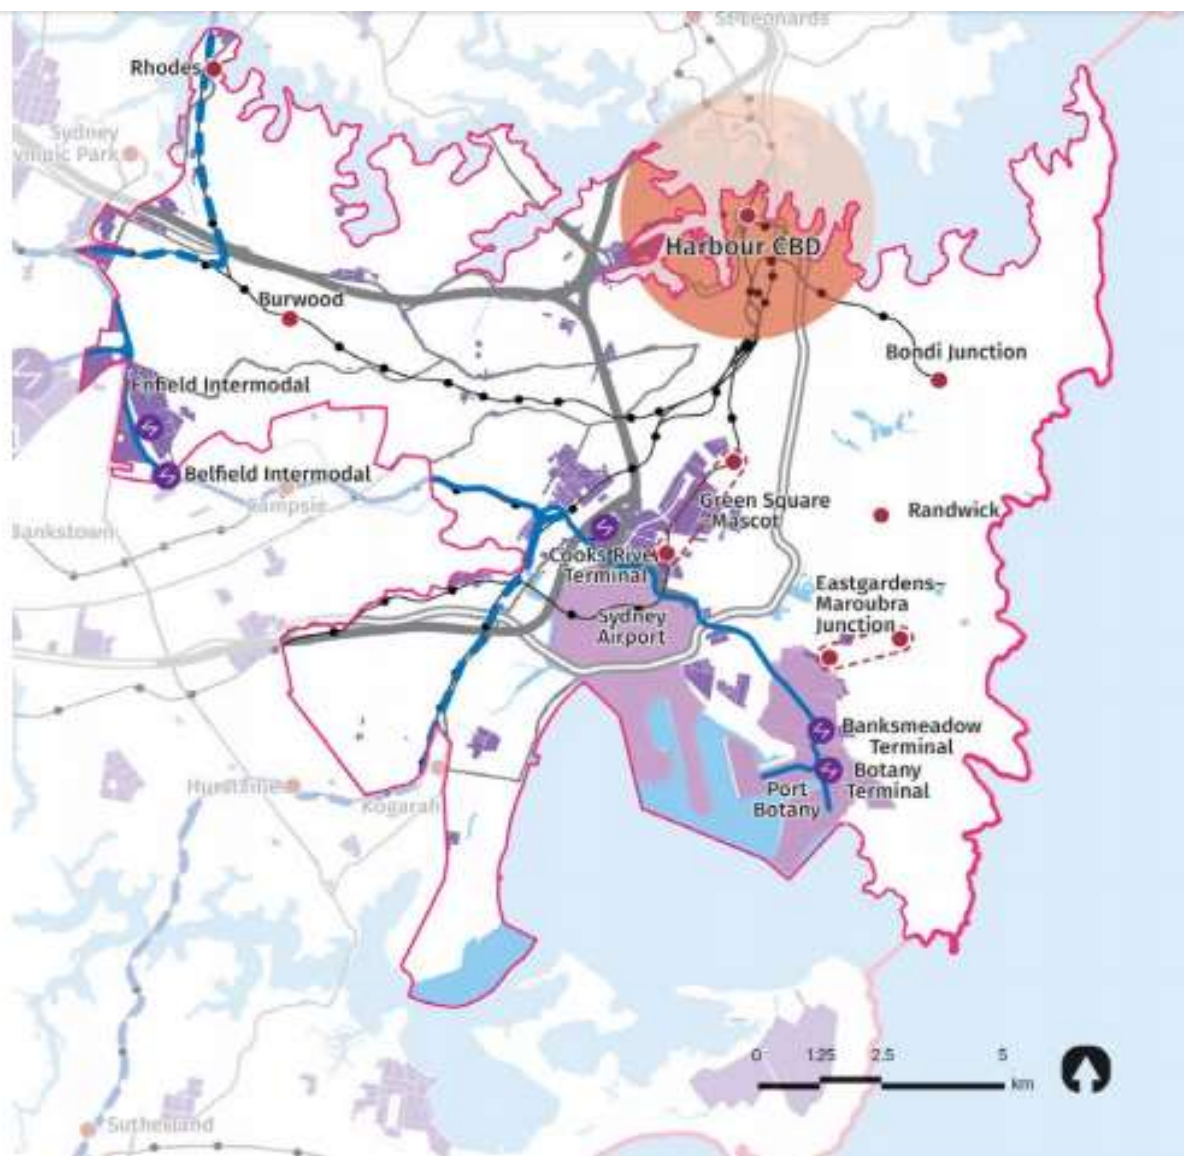 St Leonards
Rhodes
Sydney
Harbour CBD
Burwood
Bondi Junction
Enfield Intermodal
Belfield Intermodal
Campsie
Bankstown
Green Square
Mascot
Randwick
Cooks River
Terminal
Eastgardens–
Maroubra
Junction
Sydney
Airport
Banksmeadow
Terminal
Botany
Terminal
Port
Botany
Hurstville
Kogarah
Sutherland
0 1.25 2.5 5
km